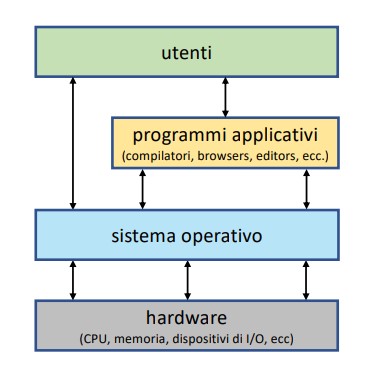 utenti
programmi applicativi
(compilatori, browsers, editors, ecc.)
sistema operativo
hardware
(CPU, memoria, dispositivi di I/O, ecc)